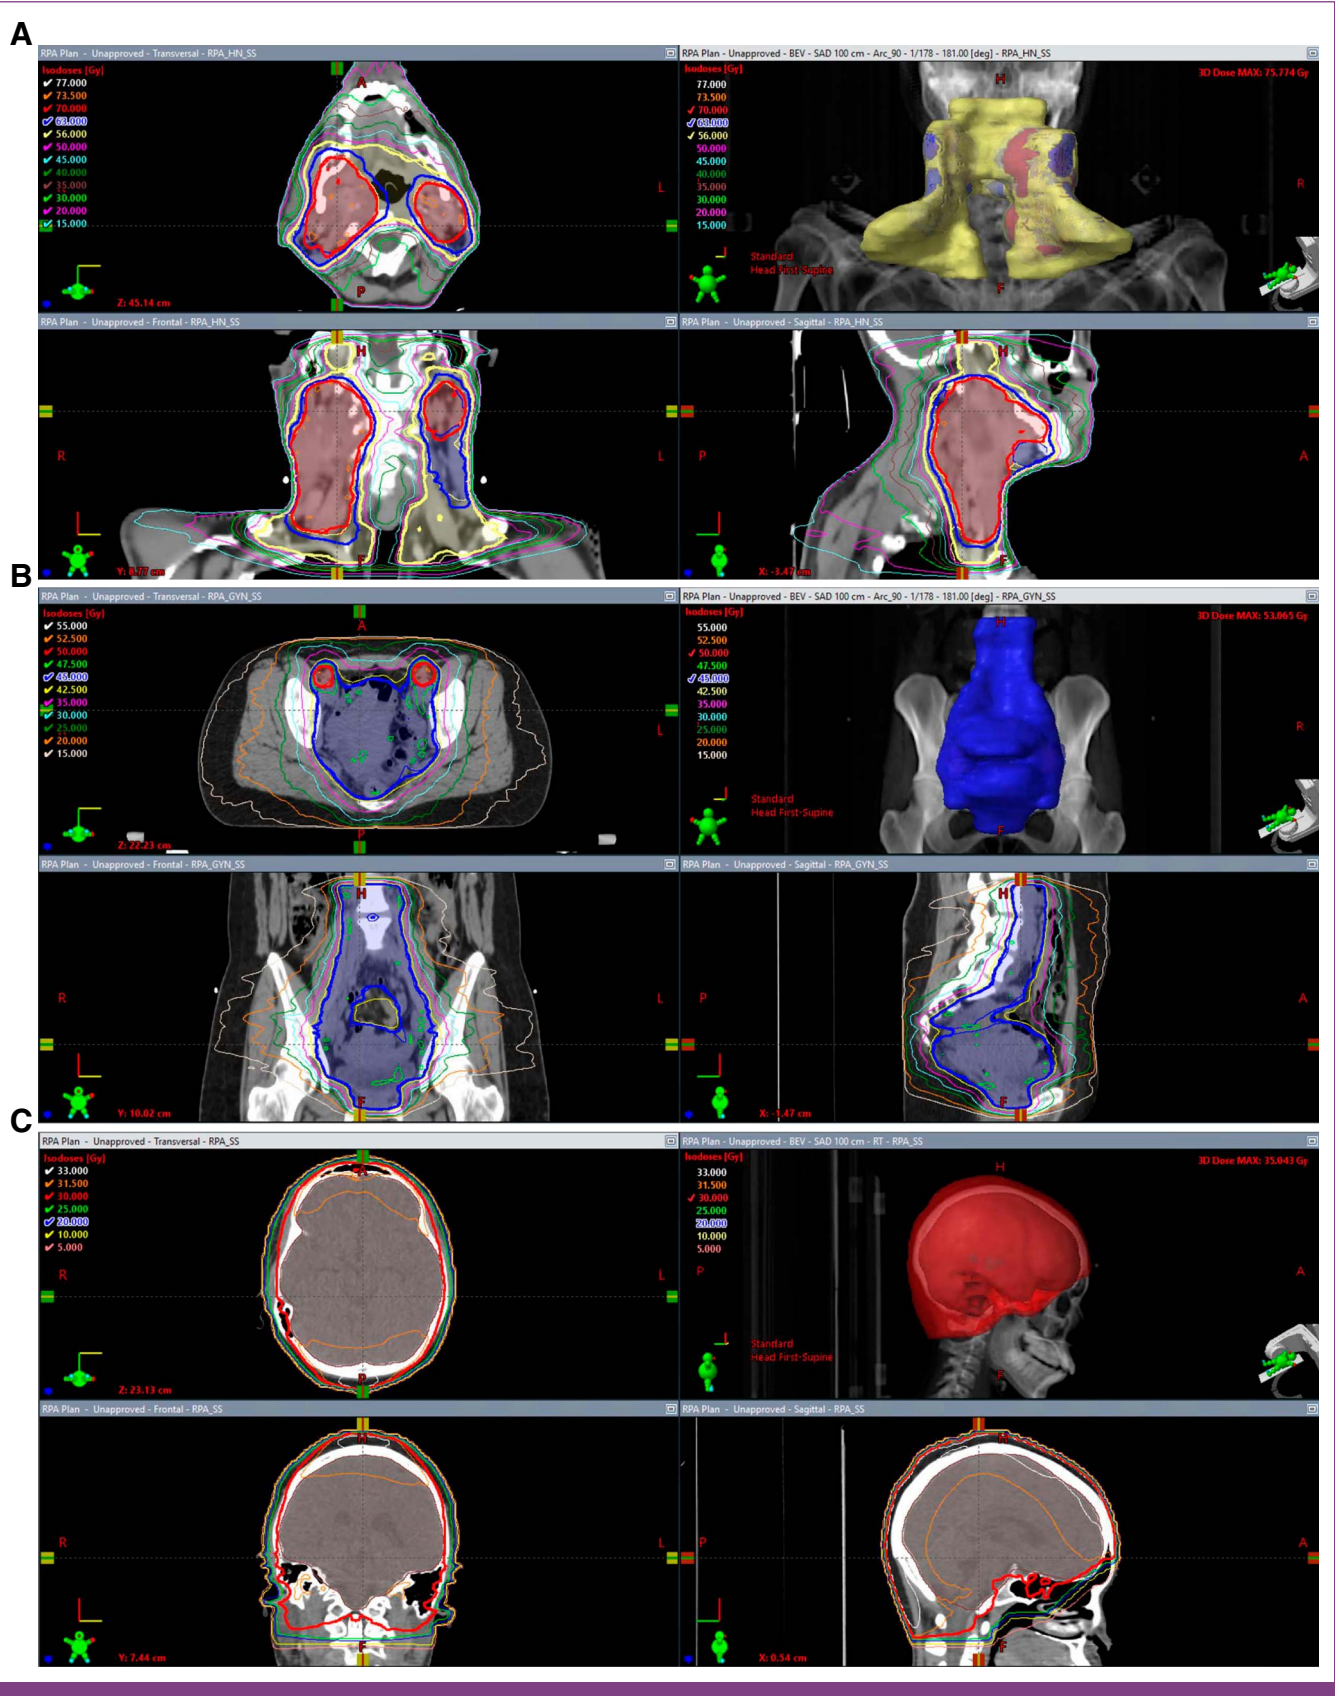 A
RPA Plan - Unapproved - Transversal - RPA_HN_SS
Isodoses [Gy]
77.000
73.500
70.000
63.000
56.000
50.000
45.000
40.000
35.000
30.000
20.000
15.000
A
L
P
Z: 45.14 cm
RPA Plan - Unapproved - BEV - SAD 100 cm - Arc_90 - 1/178 - 181.00 [deg] - RPA_HN_SS
Isodoses [Gy]
3D Dose MAX: 75.774 Gy
77.000
73.500
70.000
63.000
56.000
50.000
45.000
40.000
35.000
30.000
20.000
15.000
H
R
Standard
Head First-Supine
F
RPA Plan - Unapproved - Frontal - RPA_HN_SS
H
R
L
F
Y: 8.77 cm
RPA Plan - Unapproved - Sagittal - RPA_HN_SS
H
P
A
F
X: -3.47 cm
B
RPA Plan - Unapproved - Transversal - RPA_GYN_SS
Isodoses [Gy]
55.000
52.500
50.000
47.500
45.000
42.500
35.000
30.000
25.000
20.000
15.000
A
L
P
Z: 22.23 cm
RPA Plan - Unapproved - BEV - SAD 100 cm - Arc_90 - 1/178 - 181.00 [deg] - RPA_GYN_SS
Isodoses [Gy]
3D Dose MAX: 53.065 Gy
55.000
52.500
50.000
47.500
45.000
42.500
35.000
30.000
25.000
20.000
15.000
H
R
Standard
Head First-Supine
F
RPA Plan - Unapproved - Frontal - RPA_GYN_SS
H
R
L
F
Y: 10.02 cm
RPA Plan - Unapproved - Sagittal - RPA_GYN_SS
H
P
A
F
C
RPA Plan - Unapproved - Transversal - RPA_SS
Isodoses [Gy]
33.000
31.500
30.000
25.000
20.000
10.000
5.000
A
R
L
P
Z: 23.13 cm
RPA Plan - Unapproved - BEV - SAD 100 cm - RT - RPA_SS
Isodoses [Gy]
3D Dose MAX: 35.043 Gy
33.000
31.500
30.000
25.000
20.000
10.000
5.000
H
P
A
Standard
Head First-Supine
F
RPA Plan - Unapproved - Frontal - RPA_SS
H
R
L
F
Y: 7.44 cm
RPA Plan - Unapproved - Sagittal - RPA_SS
H
P
A
F
X: 0.54 cm